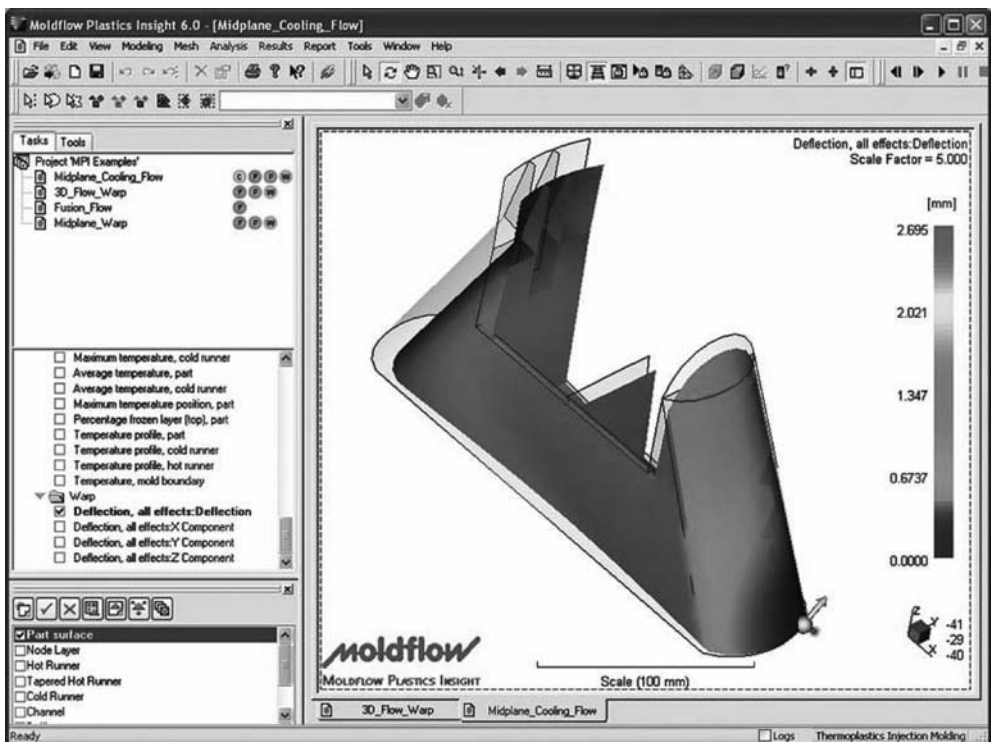 Moldflow Plastics Insight 6.0 - [Midplane_Cooling_Flow]
File Edit View Modeling Mesh Analysis Results Report Tools Window Help
Tasks Tools
Project 'MPI Examples'
Midplane_Cooling_Flow
3D_Flow_Warp
Fusion_Flow
Midplane_Warp
Maximum temperature, cold runner
Average temperature, part
Average temperature, cold runner
Maximum temperature position, part
Percentage frozen layer (top), part
Temperature profile, part
Temperature profile, cold runner
Temperature profile, hot runner
Temperature, mold boundary
Warp
Deflection, all effects:Deflection
Deflection, all effects:X Component
Deflection, all effects:Y Component
Deflection, all effects:Z Component
Part surface
Node Layer
Hot Runner
Tapered Hot Runner
Cold Runner
Channel
Deflection, all effects:Deflection
Scale Factor = 5.000
[mm]
2.695
2.021
1.347
0.6737
0.0000
Z
Y
X
-41
-29
-40
moldflow
MOLDFLOW PLASTICS INSIGHT
Scale (100 mm)
3D_Flow_Warp Midplane_Cooling_Flow
Ready
Logs Thermoplastics Injection Molding